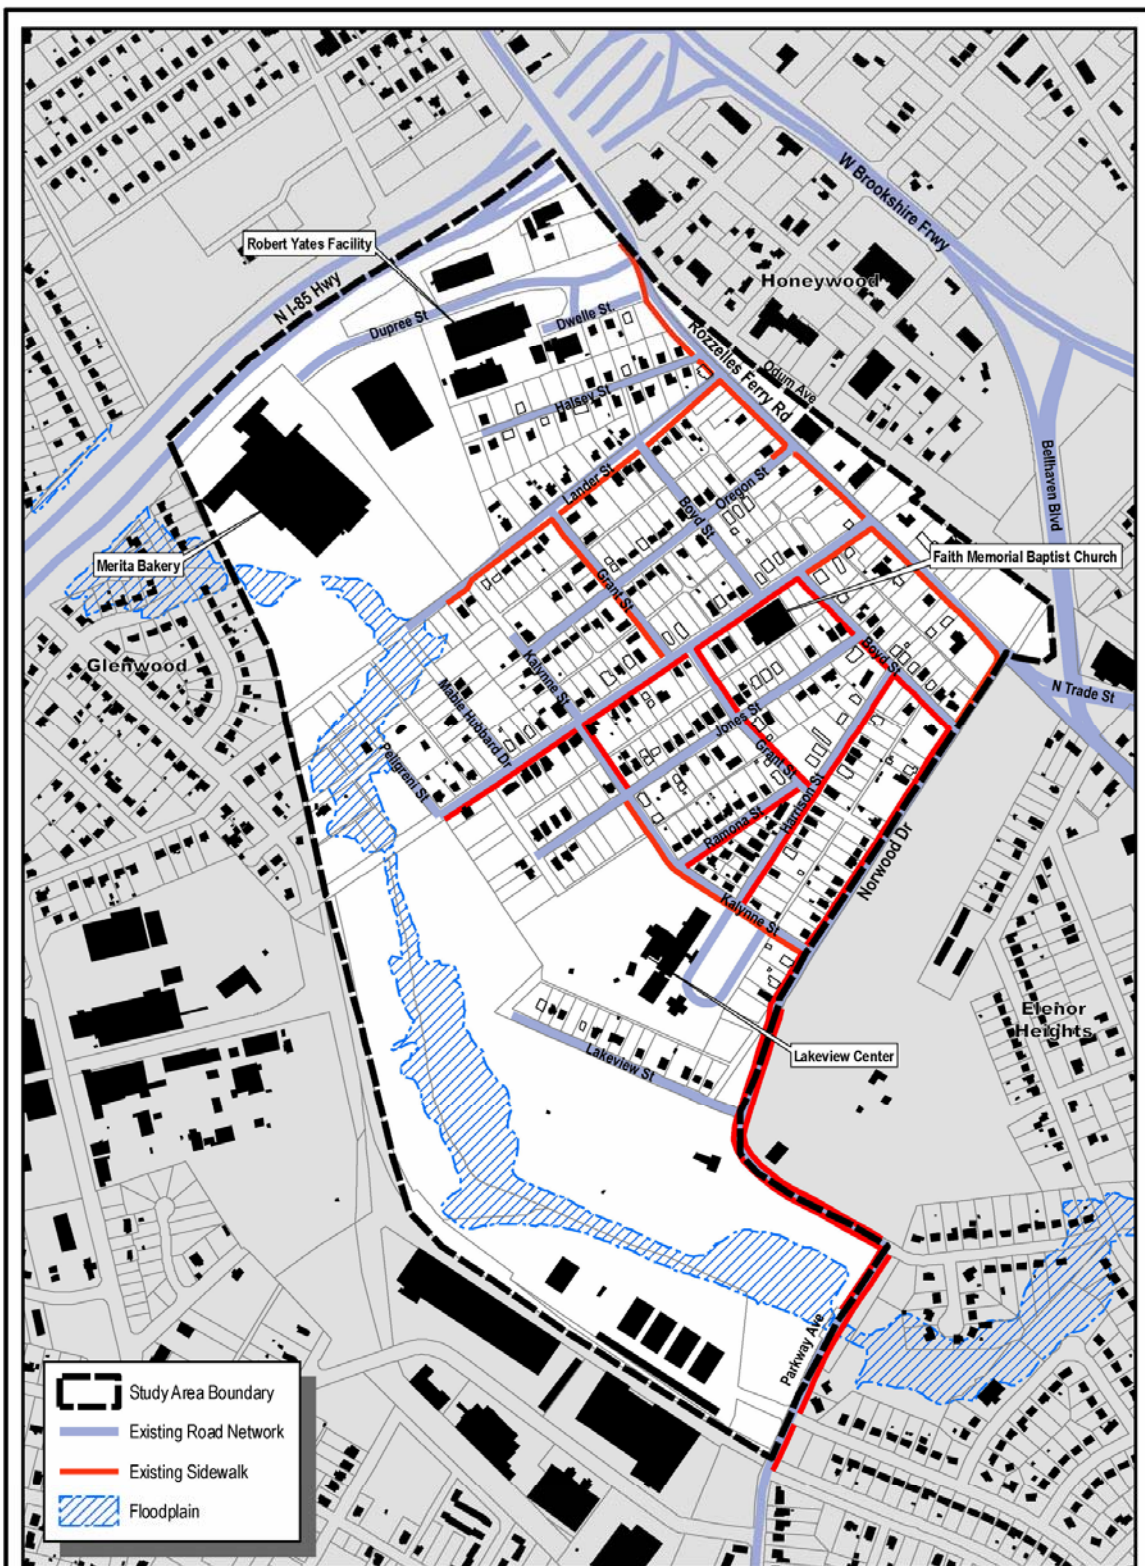 W Brookshire Frwy
Robert Yates Facility
N I-85 Hwy
Honeywood
Dupree St
Dwelle St.
Rozzelles Ferry Rd
Odum Ave
Halsey St
Bellhaven Blvd
Lander St
Oregon St
Boyd St
Merita Bakery
Faith Memorial Baptist Church
Grant St
Glenwood
Kalynne St
Boyd St
Mable Hubbard Dr
N Trade St
Jones St
Pellgreni St
Grant St
Harrison St
Ramona St
Norwood Dr
Kalynne St
Elenor
Heights
Lakeview Center
Lakeview St
Parkway Ave
Study Area Boundary
Existing Road Network
Existing Sidewalk
Floodplain